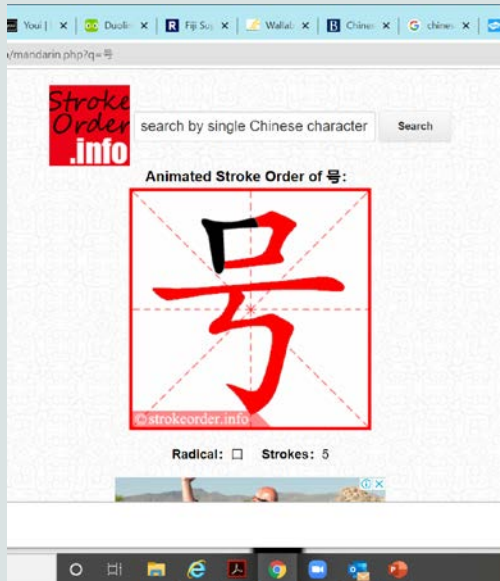 Youi |
Duolin
R Fiji Sus
Wallab
B Chines
G chines
/mandarin.php?q=号
Stroke
Order
.info
search by single Chinese character
Search
Animated Stroke Order of 号:
号
©strokeorder.info
Radical: 口 Strokes: 5